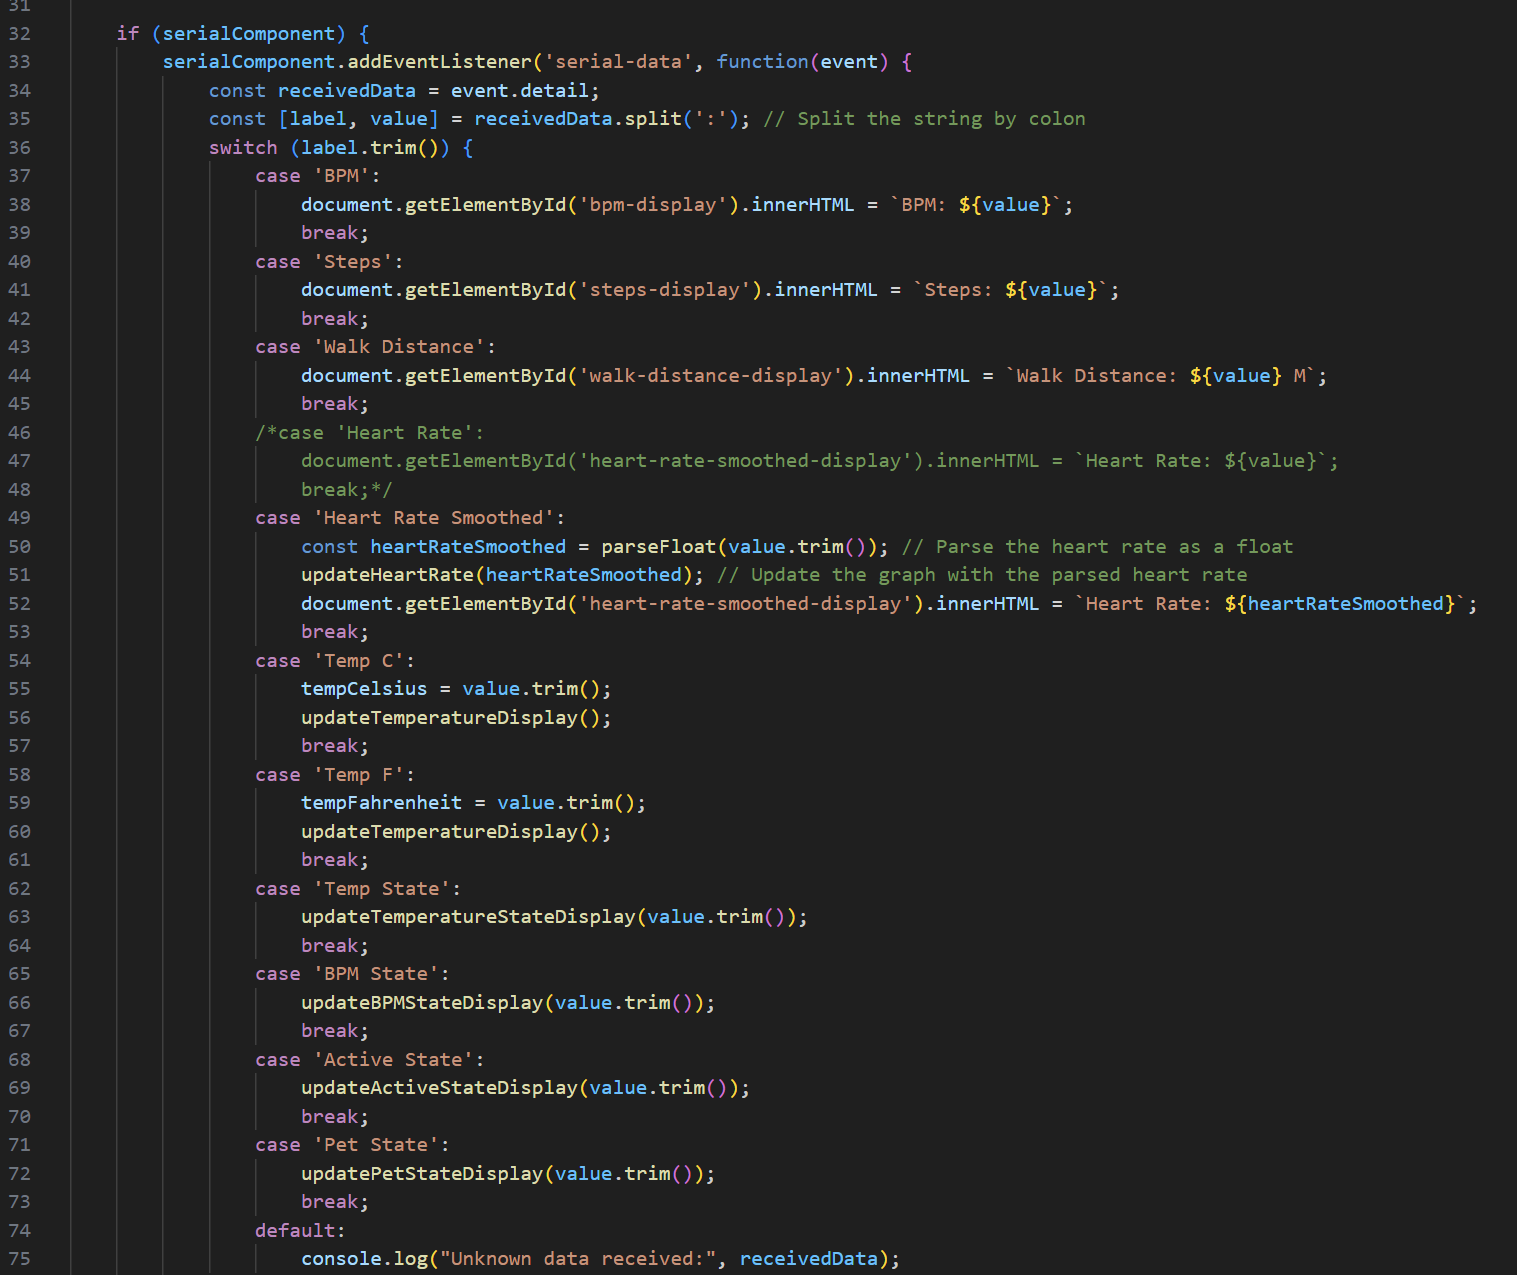 31
32 if (serialComponent) {
33 serialComponent.addEventListener('serial-data', function(event) {
34 const receivedData = event.detail;
35 const [label, value] = receivedData.split(':'); // Split the string by colon
36 switch (label.trim()) {
37 case 'BPM':
38 document.getElementById('bpm-display').innerHTML = `BPM: ${value}`;
39 break;
40 case 'Steps':
41 document.getElementById('steps-display').innerHTML = `Steps: ${value}`;
42 break;
43 case 'Walk Distance':
44 document.getElementById('walk-distance-display').innerHTML = `Walk Distance: ${value} M`;
45 break;
46 /*case 'Heart Rate':
47 document.getElementById('heart-rate-smoothed-display').innerHTML = `Heart Rate: ${value}`;
48 break;*/
49 case 'Heart Rate Smoothed':
50 const heartRateSmoothed = parseFloat(value.trim()); // Parse the heart rate as a float
51 updateHeartRate(heartRateSmoothed); // Update the graph with the parsed heart rate
52 document.getElementById('heart-rate-smoothed-display').innerHTML = `Heart Rate: ${heartRateSmoothed}`;
53 break;
54 case 'Temp C':
55 tempCelsius = value.trim();
56 updateTemperatureDisplay();
57 break;
58 case 'Temp F':
59 tempFahrenheit = value.trim();
60 updateTemperatureDisplay();
61 break;
62 case 'Temp State':
63 updateTemperatureStateDisplay(value.trim());
64 break;
65 case 'BPM State':
66 updateBPMStateDisplay(value.trim());
67 break;
68 case 'Active State':
69 updateActiveStateDisplay(value.trim());
70 break;
71 case 'Pet State':
72 updatePetStateDisplay(value.trim());
73 break;
74 default:
75 console.log("Unknown data received:", receivedData);